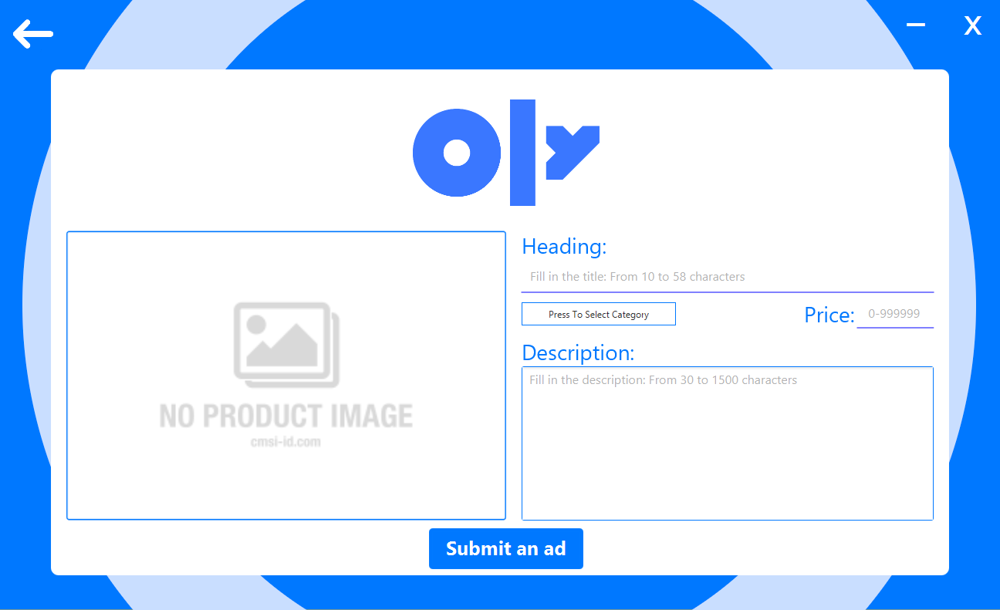 X
oly
Heading:
Fill in the title: From 10 to 58 characters
Press To Select Category
Price:
0-999999
Description:
Fill in the description: From 30 to 1500 characters
NO PRODUCT IMAGE
cmsi-id.com
Submit an ad